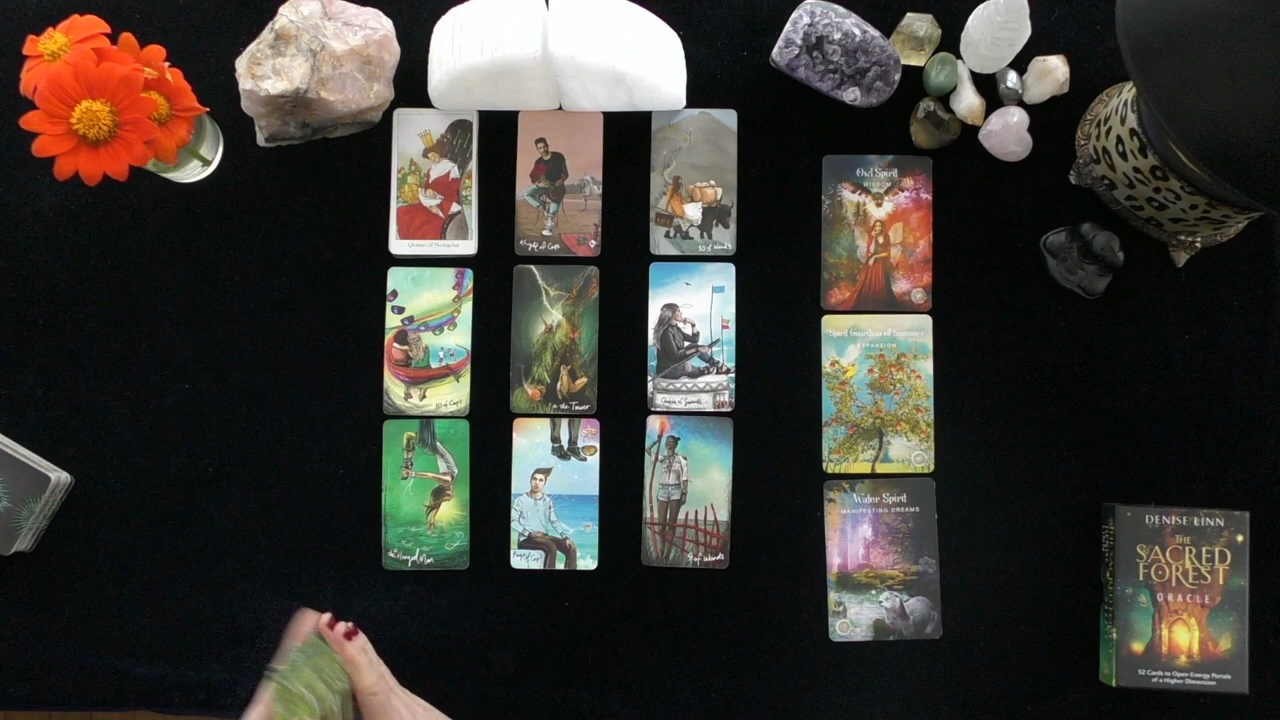 Queen of Pentacles
King of Cups
10 of Wands
10 of Cups
the Tower
Queen of Swords
the Hanged Man
Page of Cups
9 of Wands
Owl Spirit
WISDOM
Spirit Guardian of Summer
EXPANSION
Water Spirit
MANIFESTING DREAMS
DENISE LINN
THE
SACRED
FOREST
ORACLE
52 Cards to Open Energy Portals
of a Higher Dimension